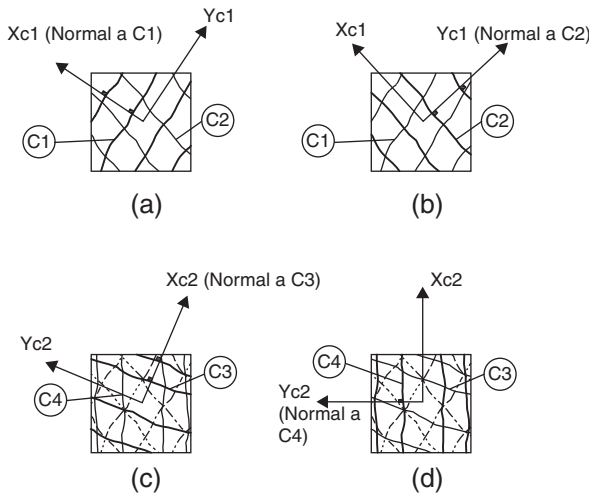 Yc1
Xc1 (Normal a C1)
C2
C1
(a)
Xc1
Yc1 (Normal a C2)
C1
C2
(b)
Xc2 (Normal a C3)
Yc2
C3
C4
(c)
Xc2
C4
C3
Yc2
(Normal a
C4)
(d)